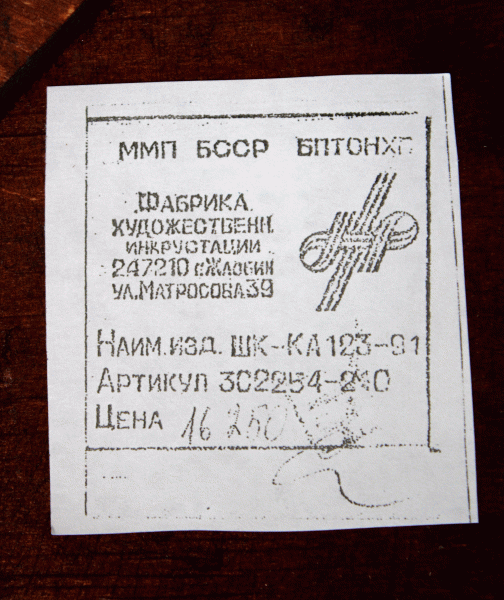 ММП БССР БПТОНХП
ФАБРИКА
ХУДОЖЕСТВЕНН.
ИНКРУСТАЦИИ
247210 г.ЖЛОБИН
УЛ.МАТРОСОВА 39
НАИМ.ИЗД. ШК-КА 123-91
АРТИКУЛ 3С2254-210
ЦЕНА 16 250